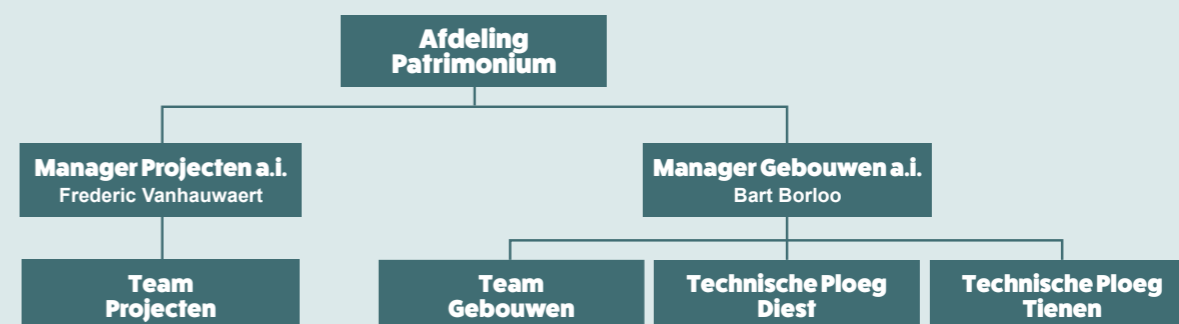 Afdeling
Patrimonium
Manager Projecten a.i.
Frederic Vanhauwaert
Manager Gebouwen a.i.
Bart Borloo
Team
Projecten
Team
Gebouwen
Technische Ploeg
Diest
Technische Ploeg
Tienen